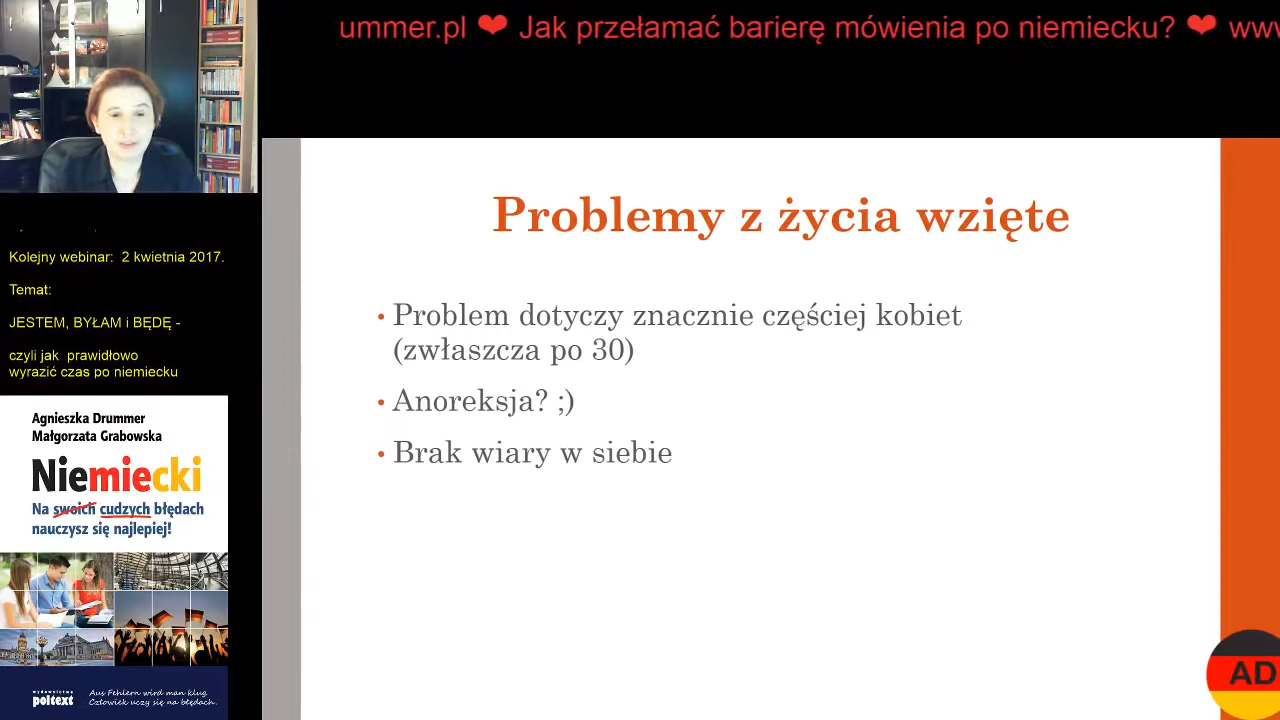 ummer.pl ❤ Jak przełamać barierę mówienia po niemiecku? ❤ www
Kolejny webinar: 2 kwietnia 2017.
Temat:
JESTEM, BYŁAM i BĘDĘ -
czyli jak prawidłowo
wyrazić czas po niemiecku
Agnieszka Drummer
Małgorzata Grabowska
Niemiecki
Na swoich cudzych błędach
nauczysz się najlepiej!
wydawnictwo
poltext
Aus Fehlern wird man klug.
Człowiek uczy się na błędach.
Problemy z życia wzięte
• Problem dotyczy znacznie częściej kobiet
(zwłaszcza po 30)
• Anoreksja? ;)
• Brak wiary w siebie
AD